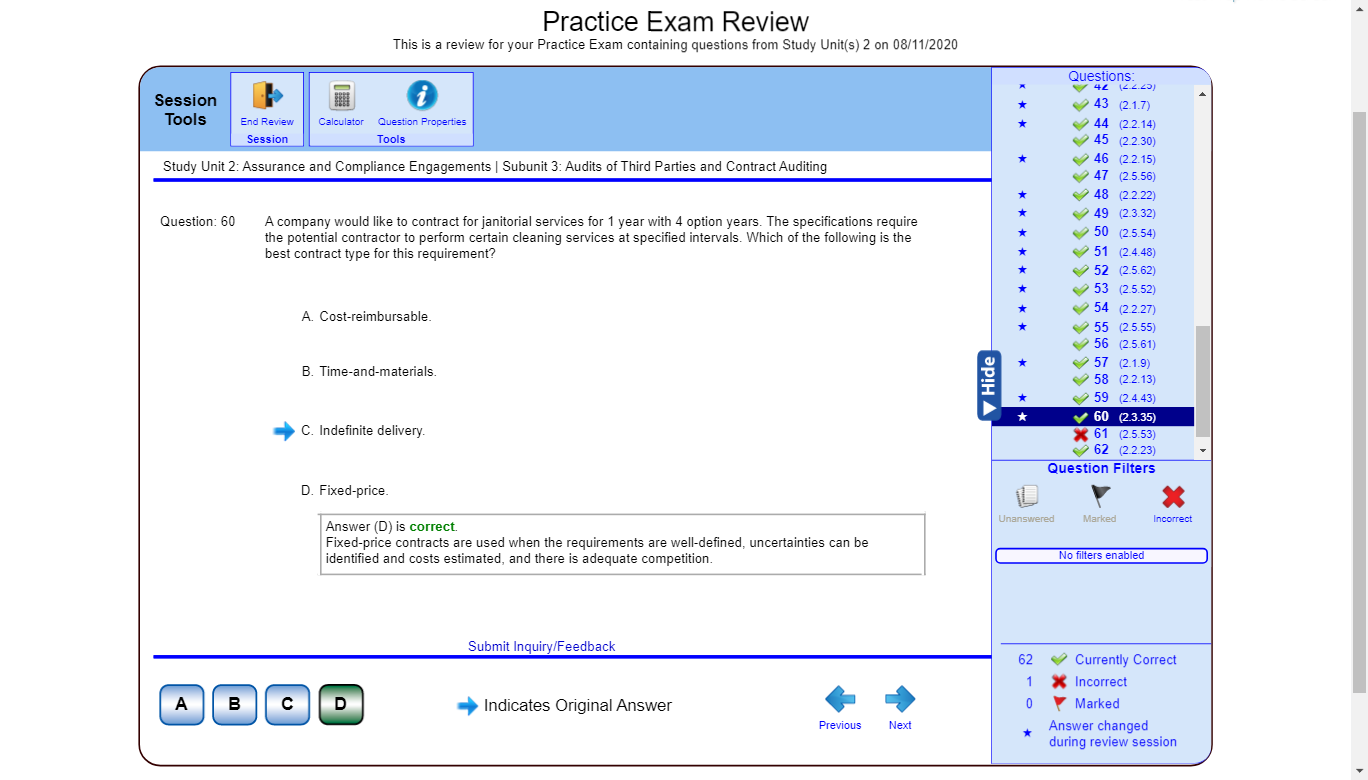 Practice Exam Review
This is a review for your Practice Exam containing questions from Study Unit(s) 2 on 08/11/2020
Session
Tools
End Review
Session
Calculator
Question Properties
Tools
Study Unit 2: Assurance and Compliance Engagements | Subunit 3: Audits of Third Parties and Contract Auditing
Question: 60
A company would like to contract for janitorial services for 1 year with 4 option years. The specifications require
the potential contractor to perform certain cleaning services at specified intervals. Which of the following is the
best contract type for this requirement?
A. Cost-reimbursable.
B. Time-and-materials.
C. Indefinite delivery.
D. Fixed-price.
Answer (D) is correct.
Fixed-price contracts are used when the requirements are well-defined, uncertainties can be
identified and costs estimated, and there is adequate competition.
Submit Inquiry/Feedback
A B C D
Indicates Original Answer
Previous
Next
Questions:
42 (2.2.25)
43 (2.1.7)
44 (2.2.14)
45 (2.2.30)
46 (2.2.15)
47 (2.5.56)
48 (2.2.22)
49 (2.3.32)
50 (2.5.54)
51 (2.4.48)
52 (2.5.62)
53 (2.5.52)
54 (2.2.27)
55 (2.5.55)
56 (2.5.61)
57 (2.1.9)
58 (2.2.13)
59 (2.4.43)
60 (2.3.35)
61 (2.5.53)
62 (2.2.23)
Hide
Question Filters
Unanswered
Marked
Incorrect
No filters enabled
62 Currently Correct
1 Incorrect
0 Marked
Answer changed
during review session